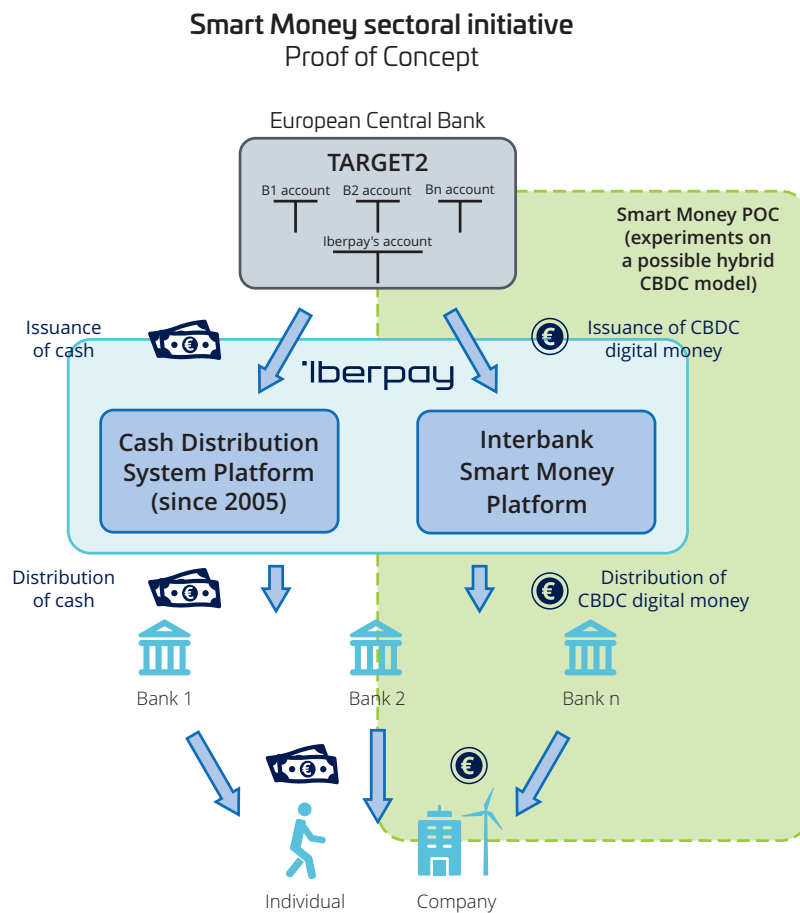 Smart Money sectoral initiative
Proof of Concept
European Central Bank
TARGET2
B1 account
B2 account
Bn account
Iberpay's account
Smart Money POC
(experiments on
a possible hybrid
CBDC model)
Issuance
of cash
Issuance of CBDC
digital money
Iberpay
Cash Distribution
System Platform
(since 2005)
Interbank
Smart Money
Platform
Distribution
of cash
Distribution of
CBDC digital money
Bank 1
Bank 2
Bank n
Individual
Company